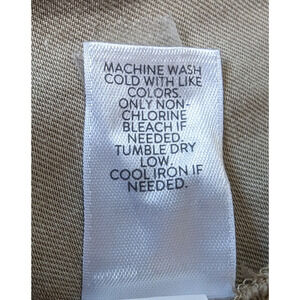 MACHINE WASH
COLD WITH LIKE
COLORS.
ONLY NON-
CHLORINE
BLEACH IF
NEEDED.
TUMBLE DRY
LOW.
COOL IRON IF
NEEDED.